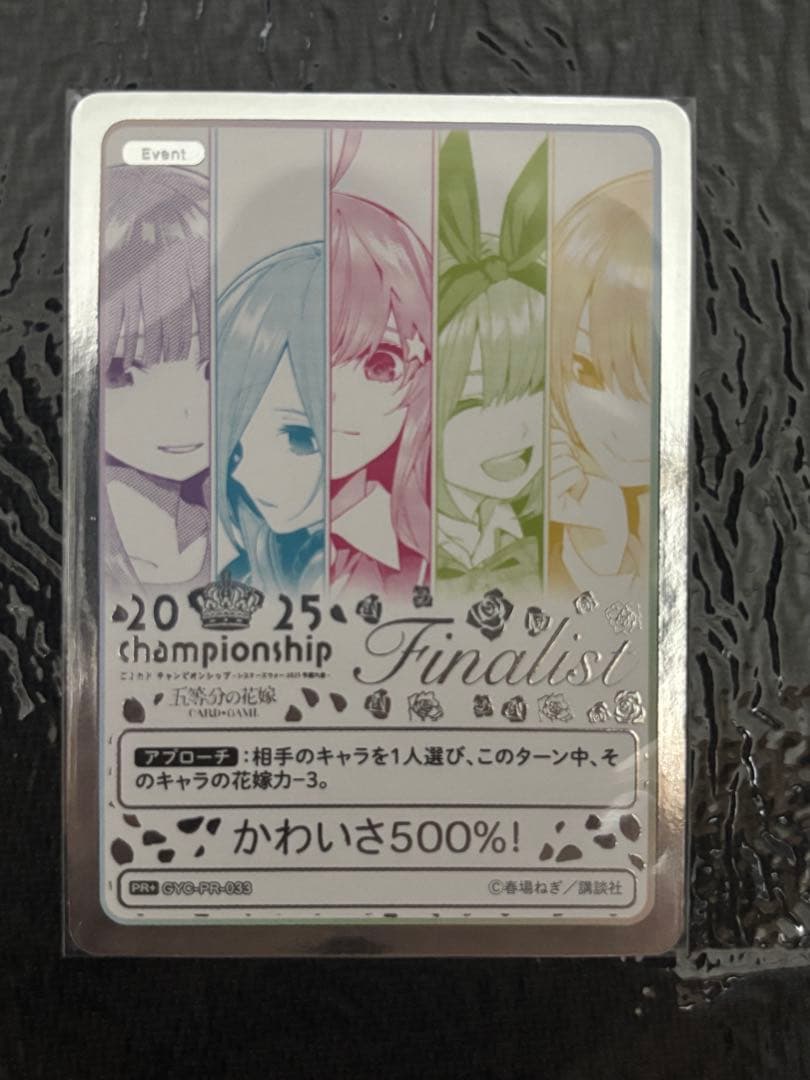 Event
2025
championship
Finalist
五等分の花嫁
CARD GAME
アプローチ:相手のキャラを1人選び、このターン中、そ
のキャラの花嫁力−3。
かわいさ500%!
PR+ GYC-PR-033
©春場ねぎ/講談社